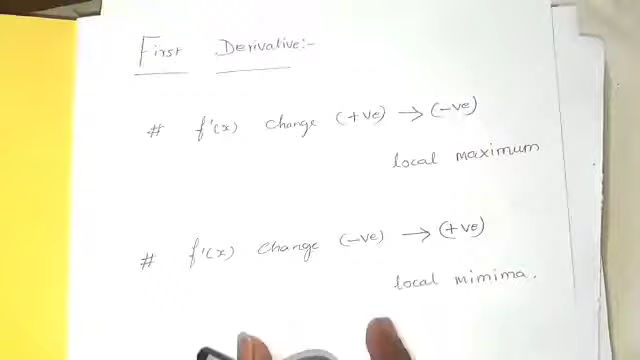 First Derivative:-
# f'(x) change (+ve) → (-ve)
local maximum
# f'(x) change (-ve) → (+ve)
local mimima.